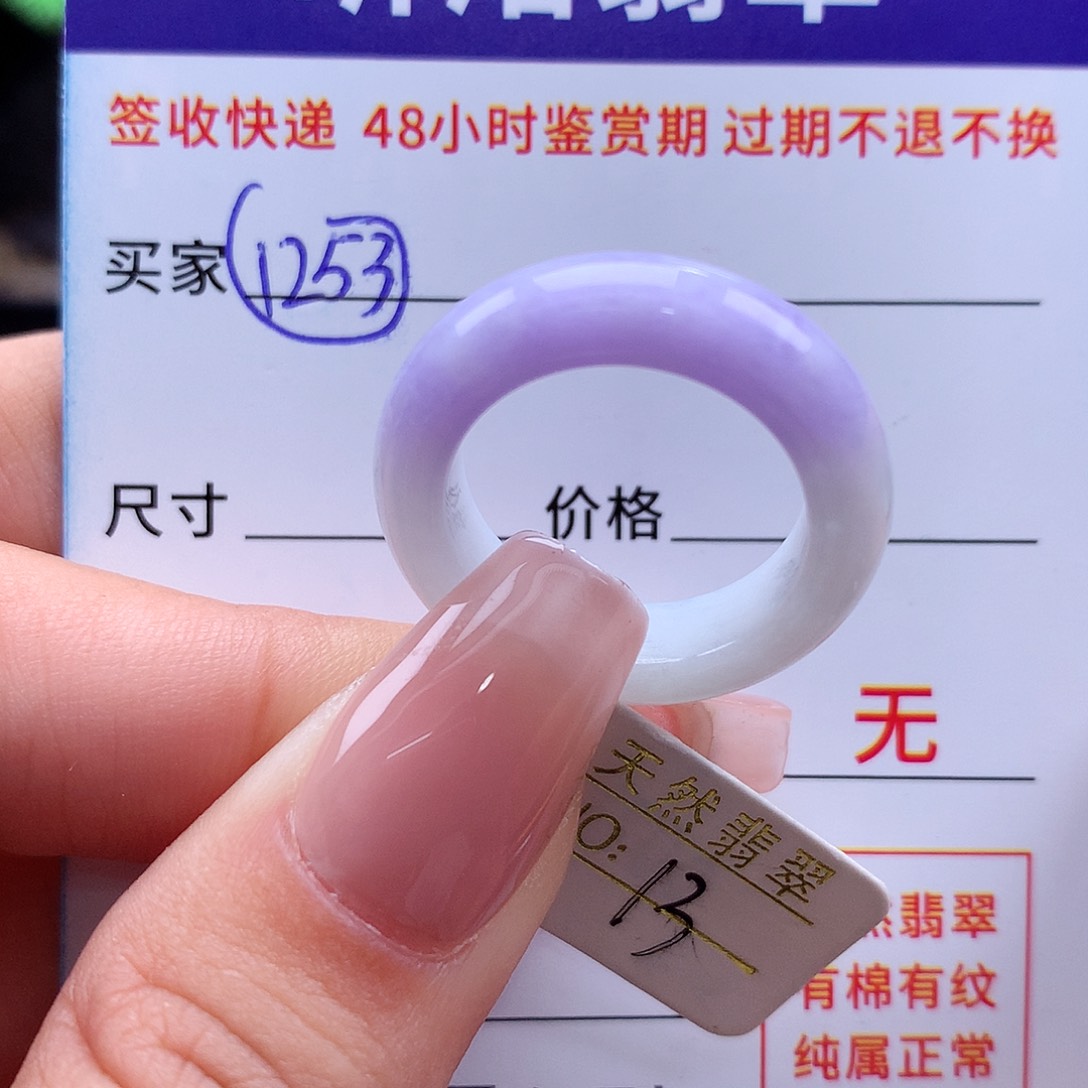 签收快递 48小时鉴赏期 过期不退不换
买家 1253
尺寸 价格
无
天然翡翠
NO: 13
翡翠
有棉有纹
纯属正常